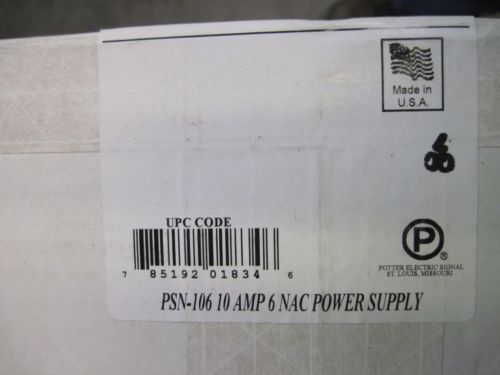 Made in
U.S.A.
UPC CODE
7 85192 01834 6
P
®
POTTER ELECTRIC SIGNAL
ST. LOUIS, MISSOURI
PSN-106 10 AMP 6 NAC POWER SUPPLY